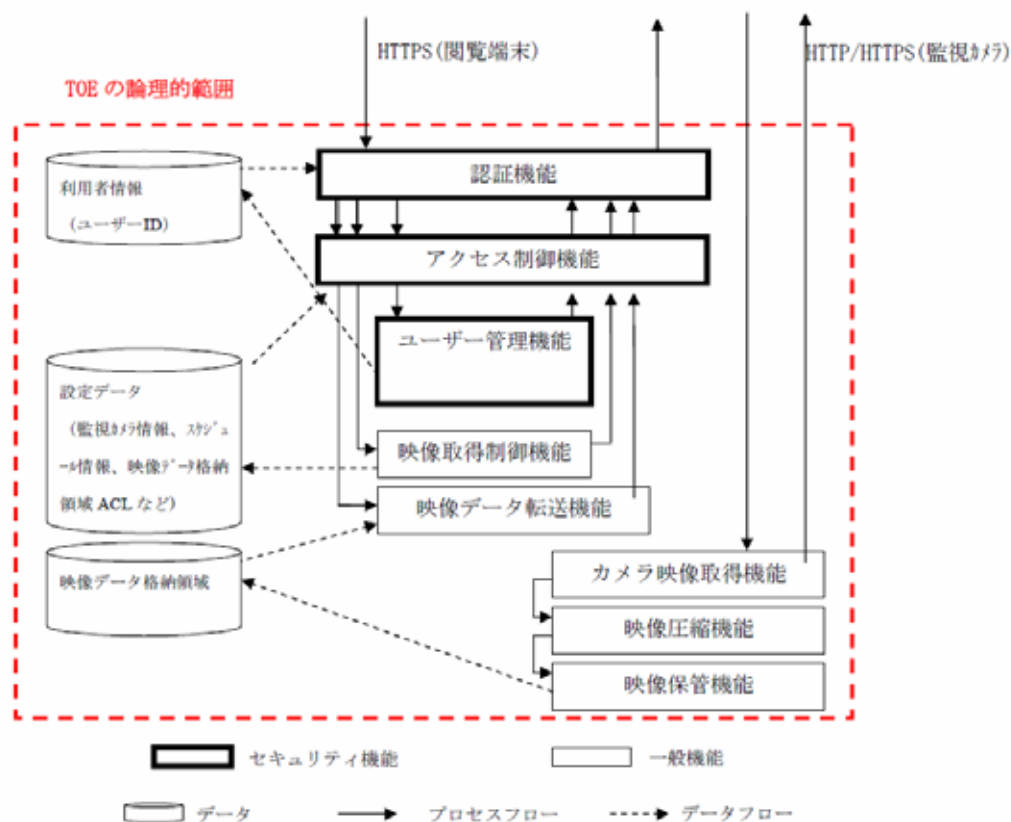 HTTPS(閲覧端末)
HTTP/HTTPS(監視ｶﾒﾗ)
TOE の論理的範囲
利用者情報
(ユーザーID)
認証機能
アクセス制御機能
ユーザー管理機能
設定データ
(監視ｶﾒﾗ情報、ｽｹｼﾞｭ
ｰﾙ情報、映像ﾃﾞｰﾀ格納
領域 ACL など)
映像取得制御機能
映像データ転送機能
映像データ格納領域
カメラ映像取得機能
映像圧縮機能
映像保管機能
セキュリティ機能
一般機能
データ
プロセスフロー
データフロー